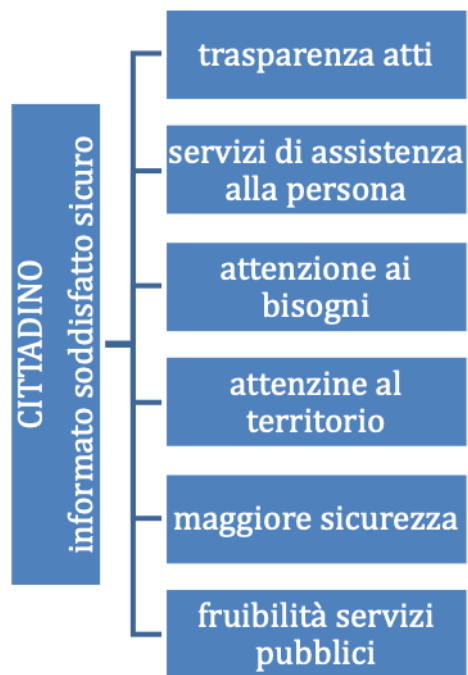 CITTADINO
informato soddisfatto sicuro
trasparenza atti
servizi di assistenza
alla persona
attenzione ai
bisogni
attenzine al
territorio
maggiore sicurezza
fruibilità servizi
pubblici